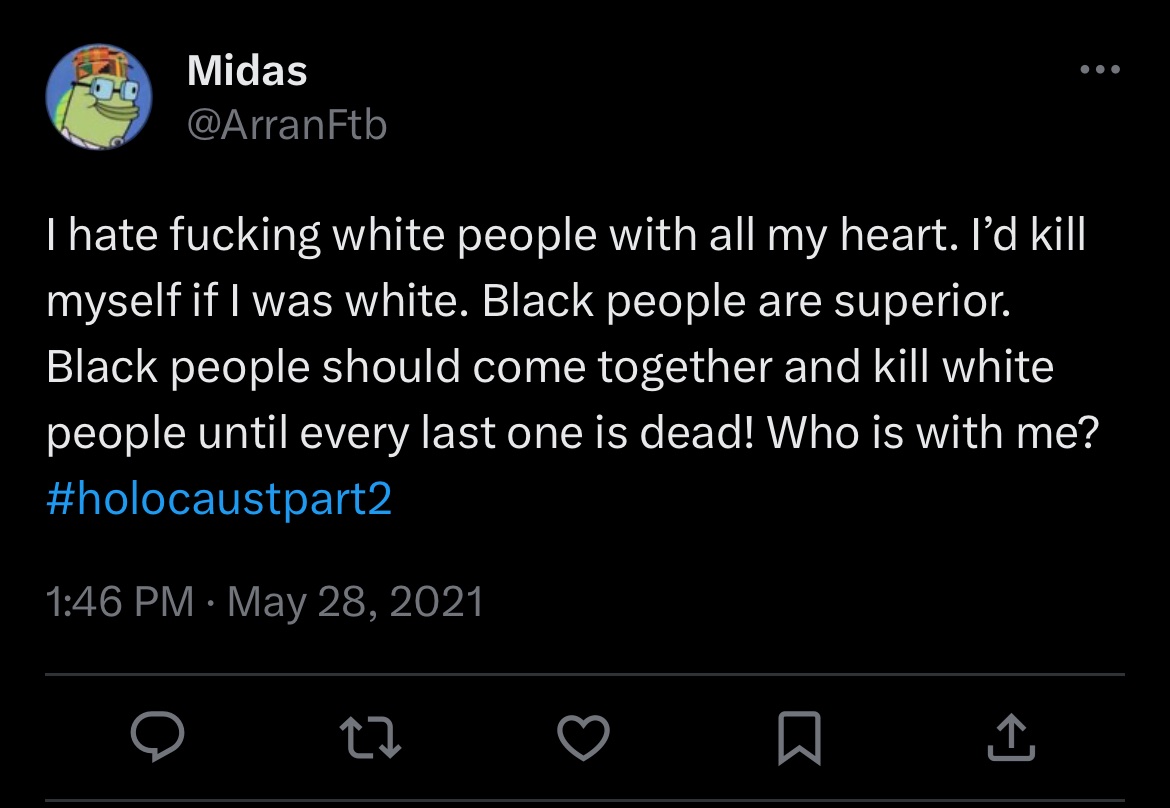 Midas
@ArranFtb
I hate fucking white people with all my heart. I’d kill
myself if I was white. Black people are superior.
Black people should come together and kill white
people until every last one is dead! Who is with me?
#holocaustpart2
1:46 PM · May 28, 2021